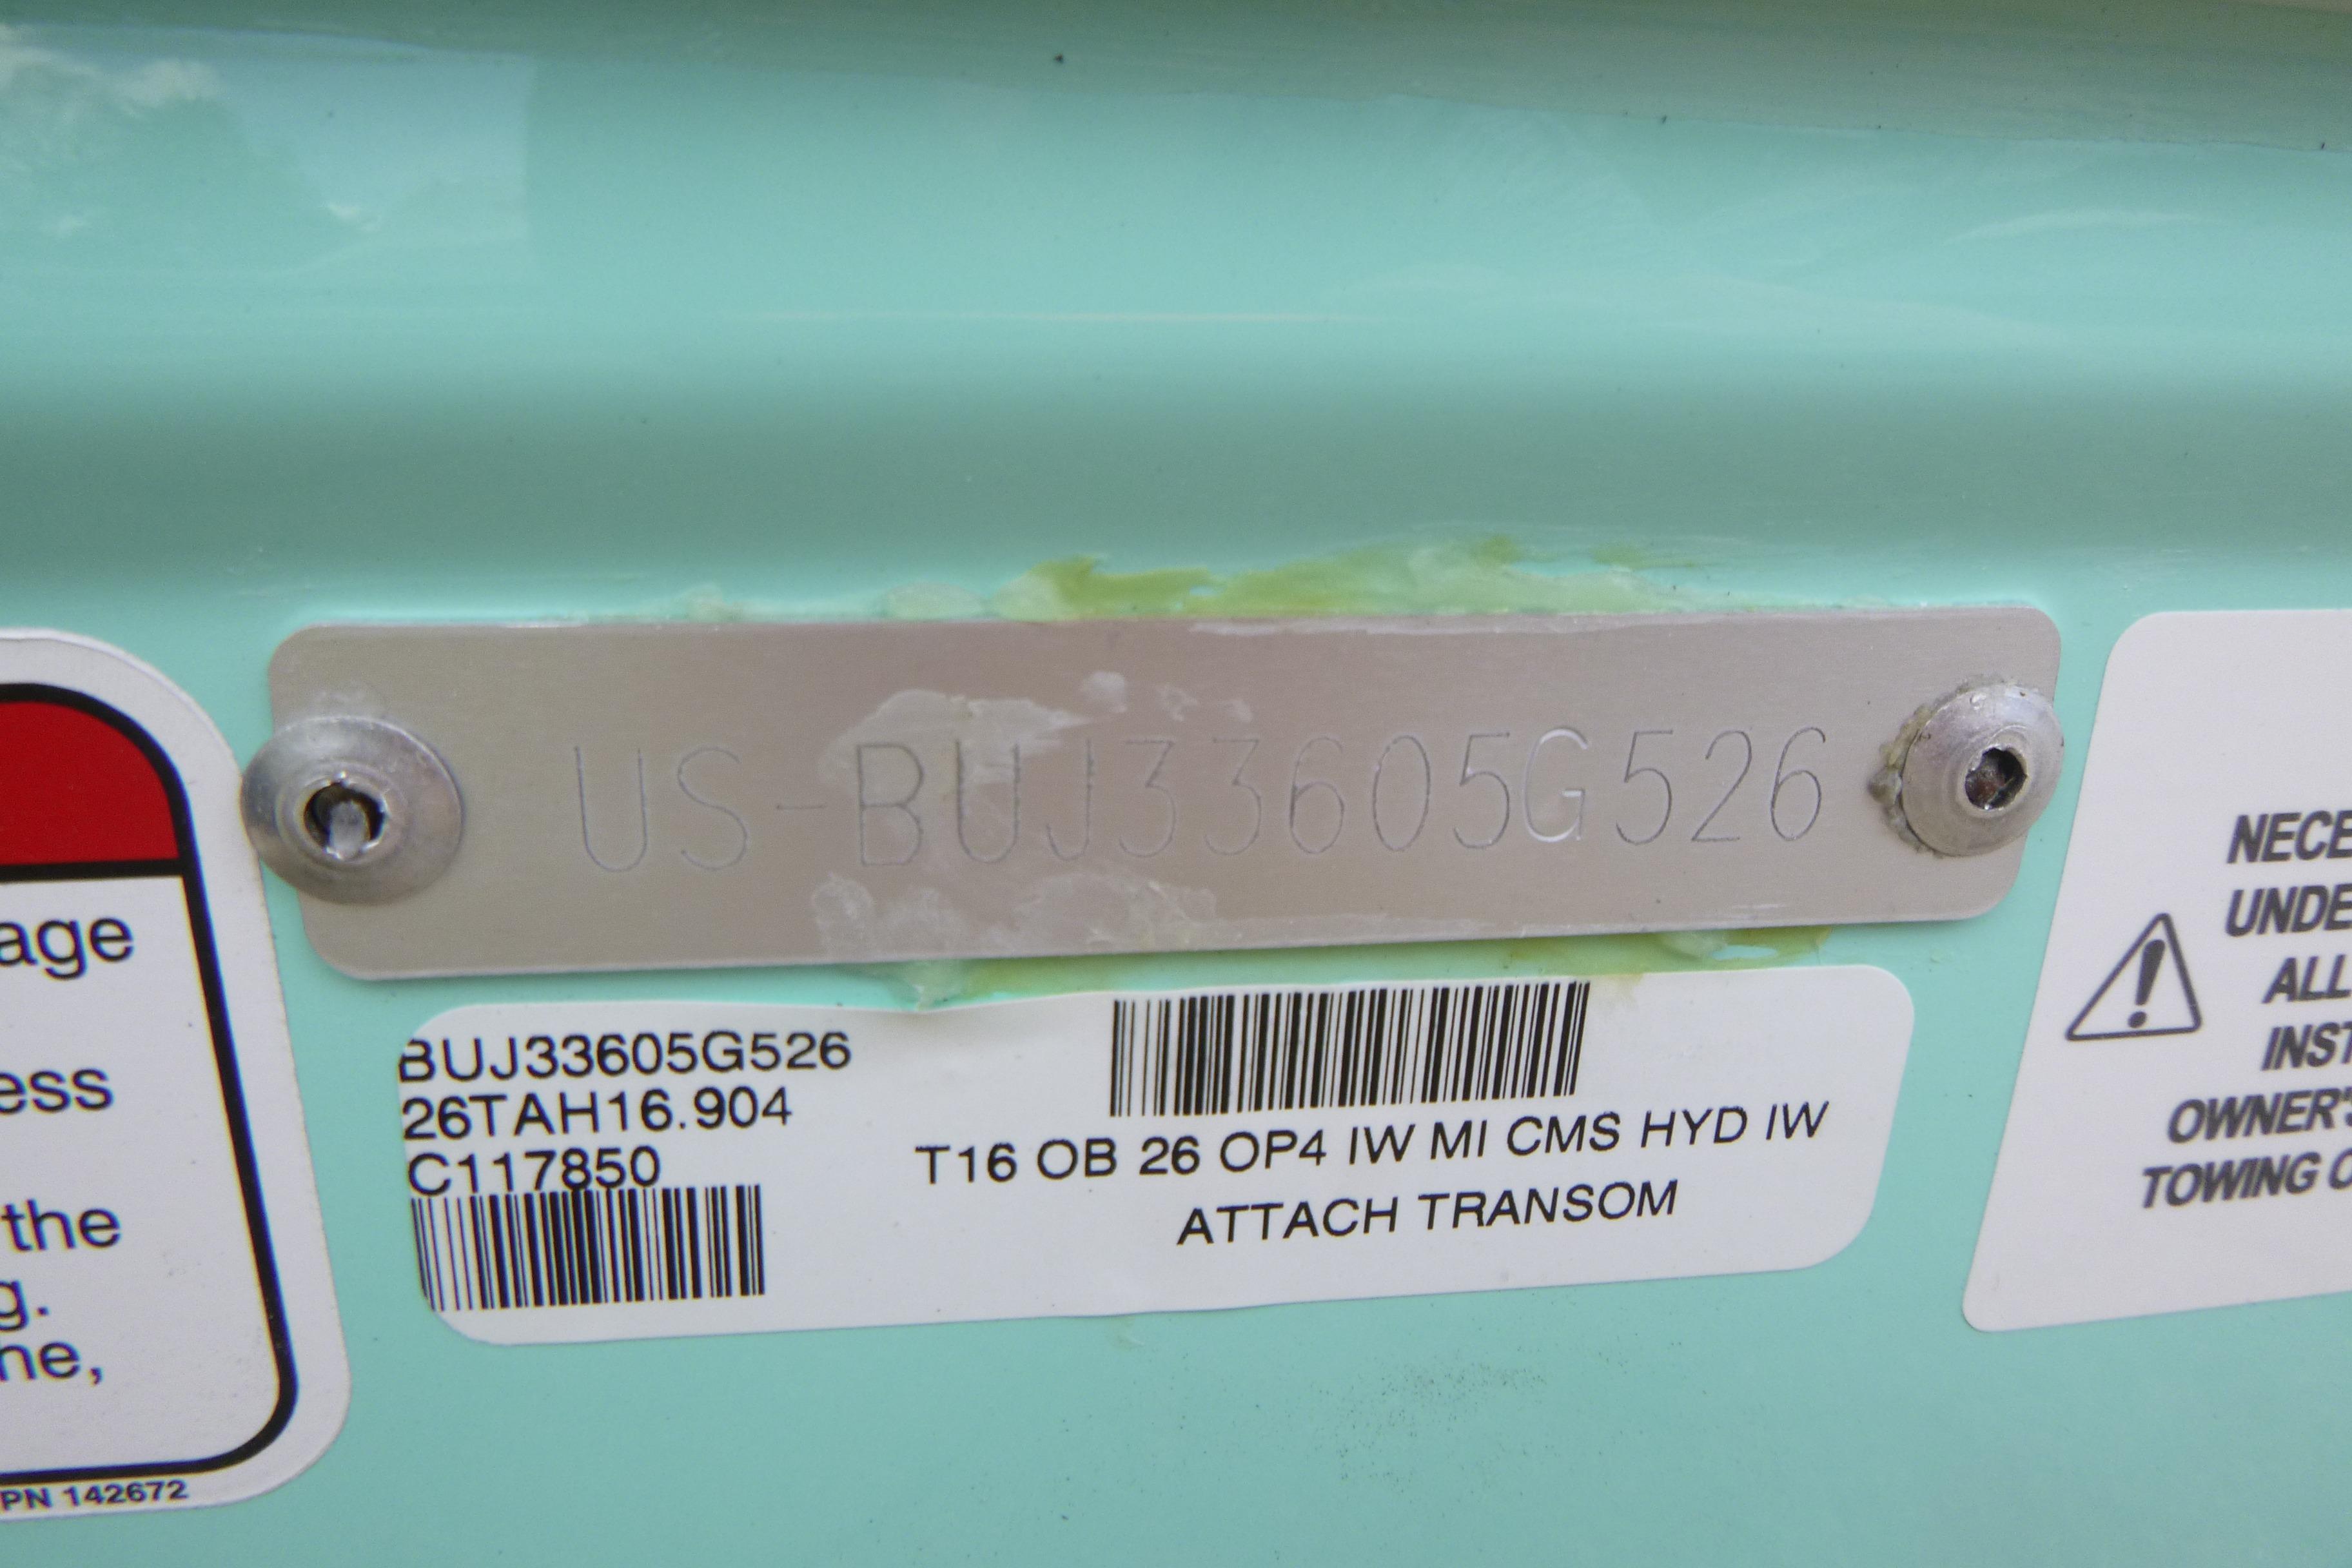 US-BUJ33605G526
BUJ33605G526
26TAH16.904
C117850
T16 OB 26 OP4 IW MI CMS HYD IW
ATTACH TRANSOM
age
ess
the
g.
ne,
PN 142672
NECE
UNDE
ALL
INST
OWNER'S
TOWING O